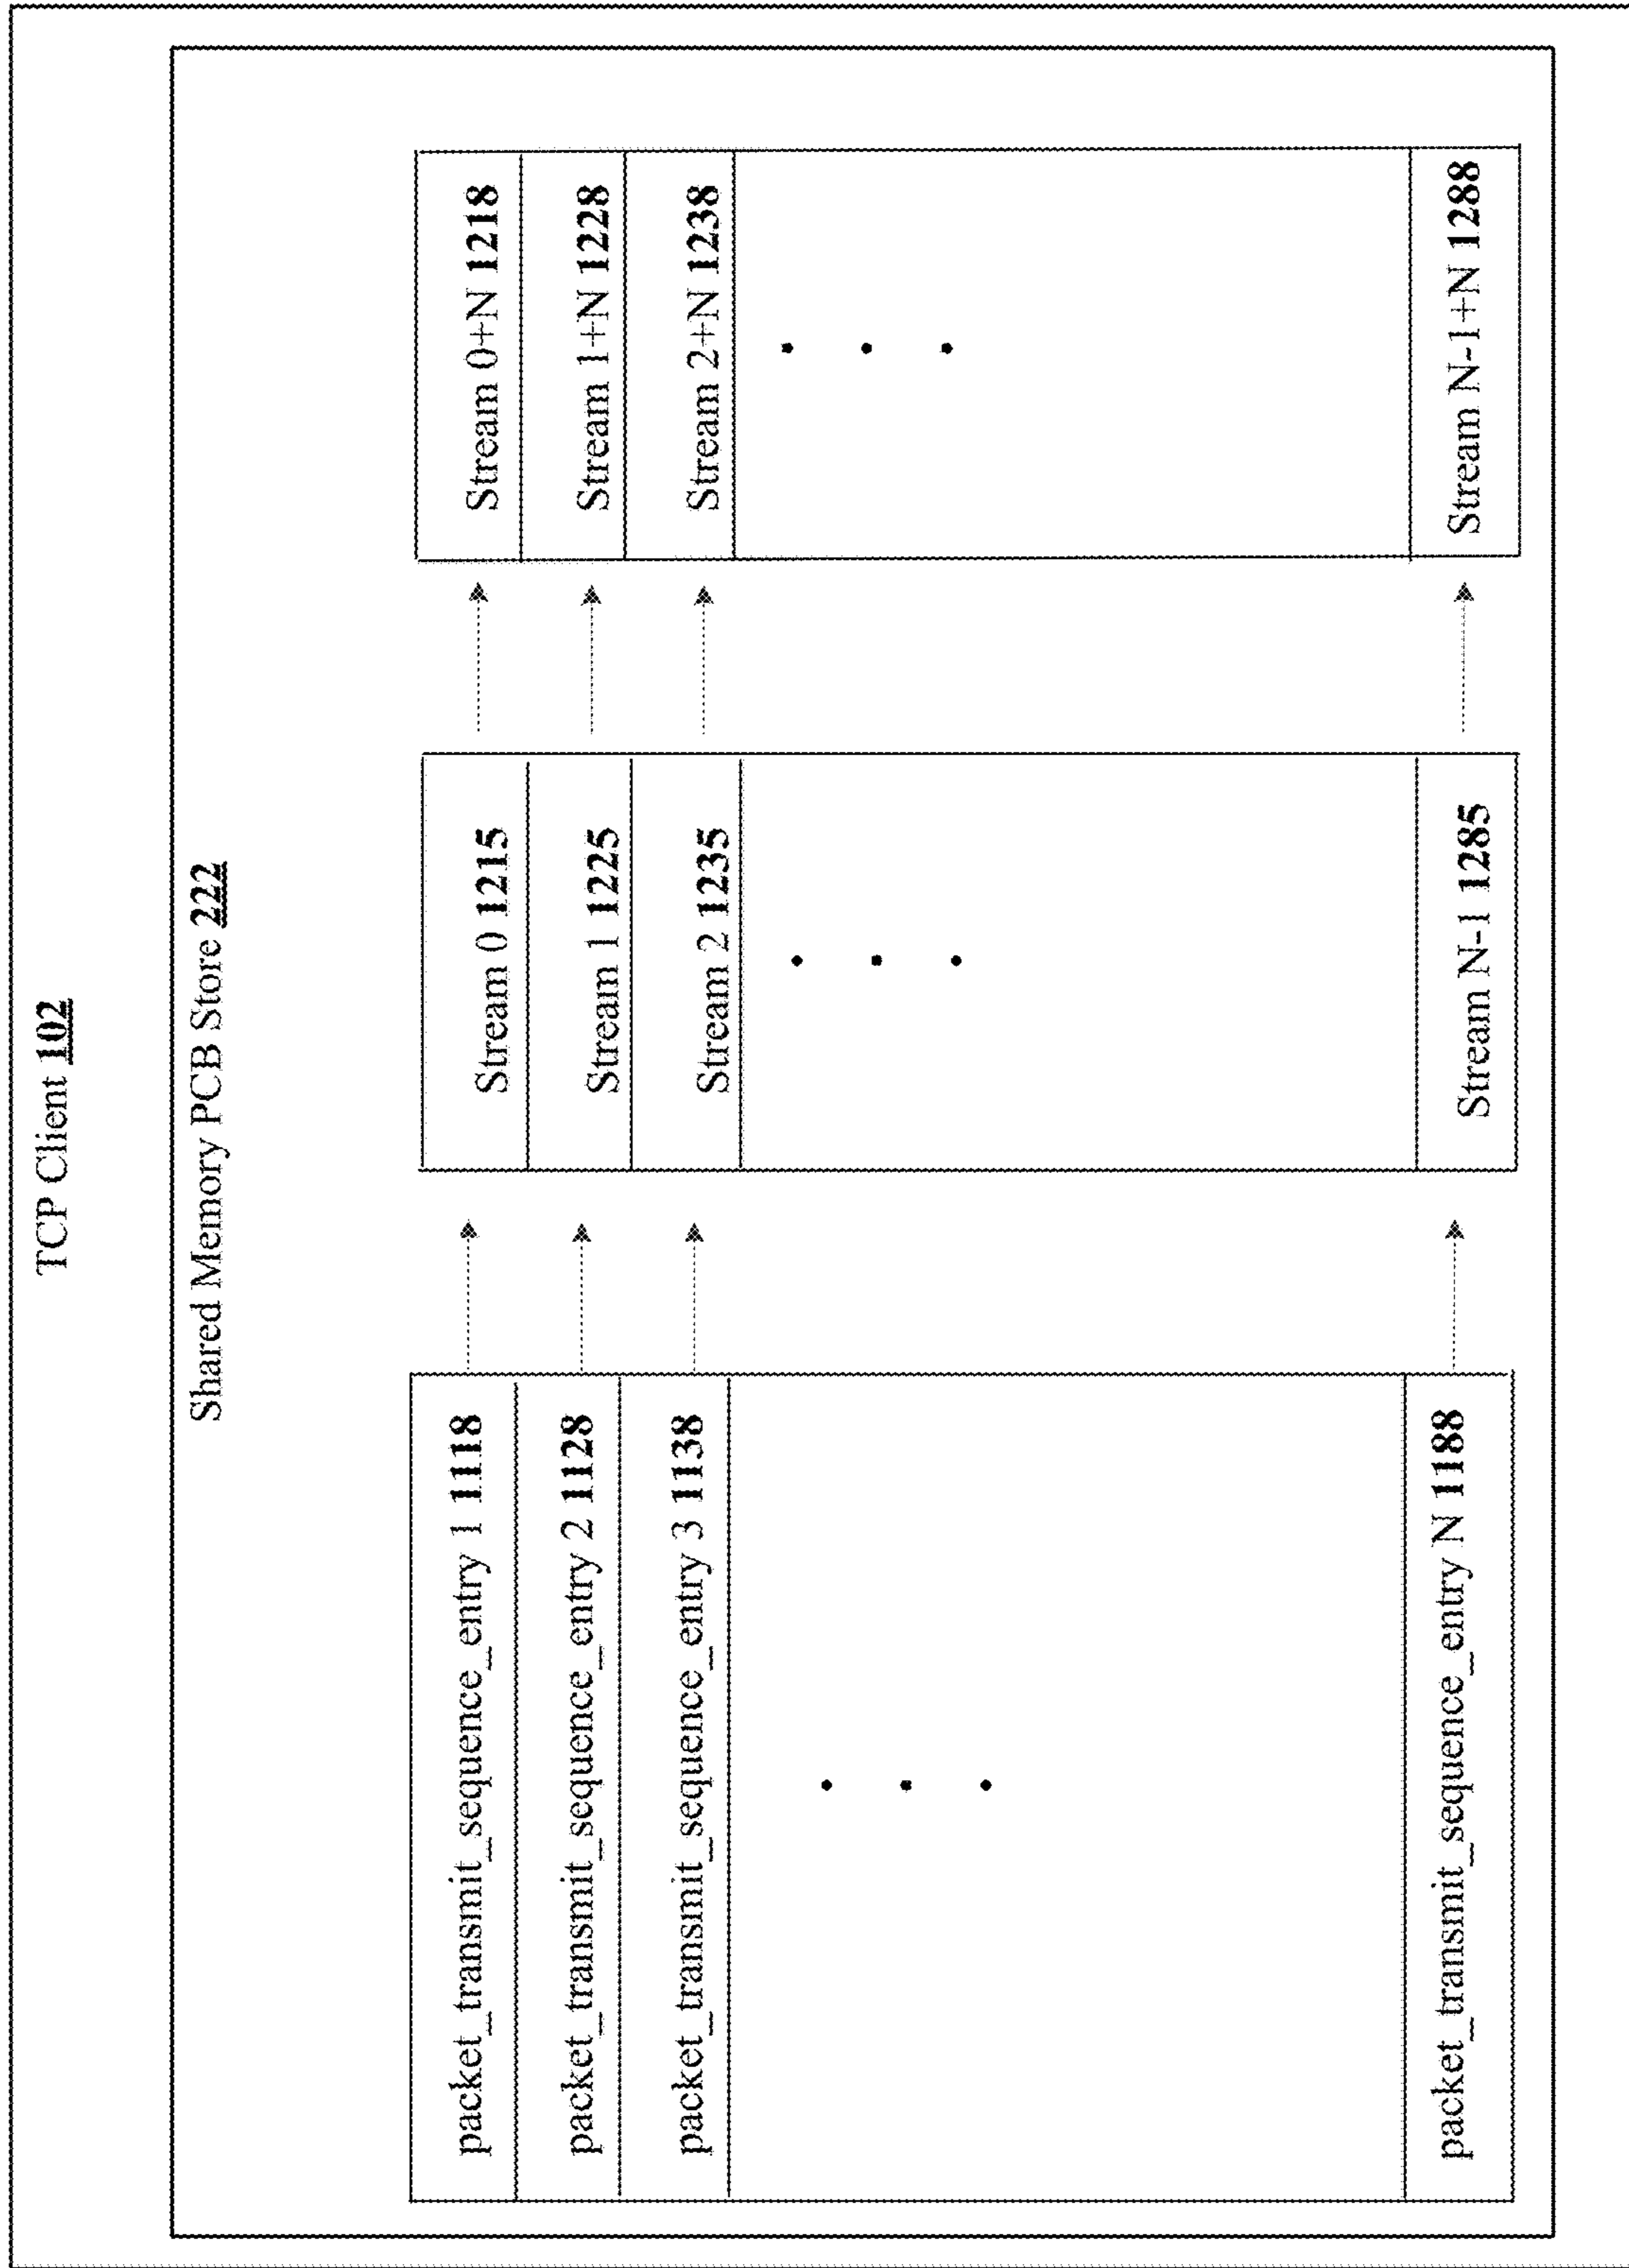 TCP Client 102
Shared Memory PCB Store 222
packet_transmit_sequence_entry 1 1118
packet_transmit_sequence_entry 2 1128
packet_transmit_sequence_entry 3 1138
packet_transmit_sequence_entry N 1188
Stream 0 1215
Stream 1 1225
Stream 2 1235
Stream N-1 1285
Stream 0+N 1218
Stream 1+N 1228
Stream 2+N 1238
Stream N-1+N 1288